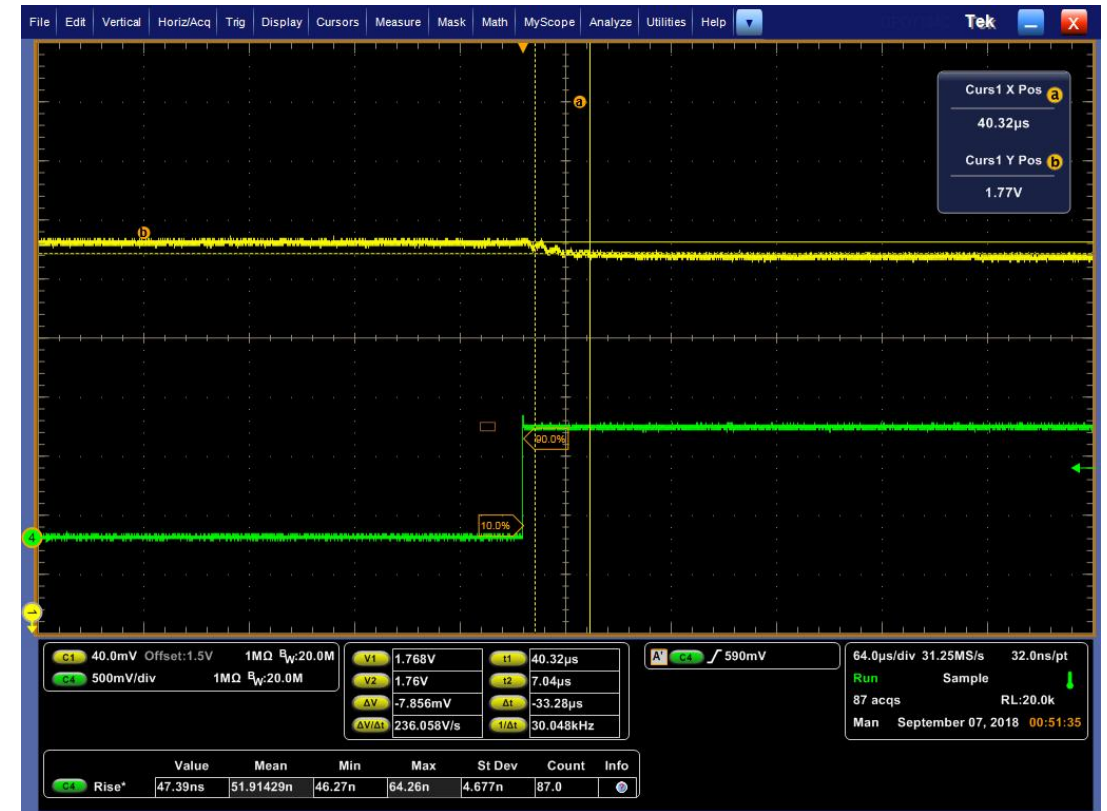 File Edit Vertical Horiz/Acq Trig Display Cursors Measure Mask Math MyScope Analyze Utilities Help Tek X
a
Curs1 X Pos a
40.32µs
Curs1 Y Pos b
1.77V
b
90.0%
10.0%
4
1
C1 40.0mV Offset:1.5V 1MΩ BW:20.0M
C4 500mV/div 1MΩ BW:20.0M
V1 1.768V t1 40.32µs
V2 1.76V t2 7.04µs
ΔV -7.856mV Δt -33.28µs
ΔV/Δt 236.058V/s 1/Δt 30.048kHz
A' C4 590mV
64.0µs/div 31.25MS/s 32.0ns/pt
Run Sample
87 acqs RL:20.0k
Man September 07, 2018 00:51:35
Value Mean Min Max St Dev Count Info
C4 Rise* 47.39ns 51.91429n 46.27n 64.26n 4.677n 87.0